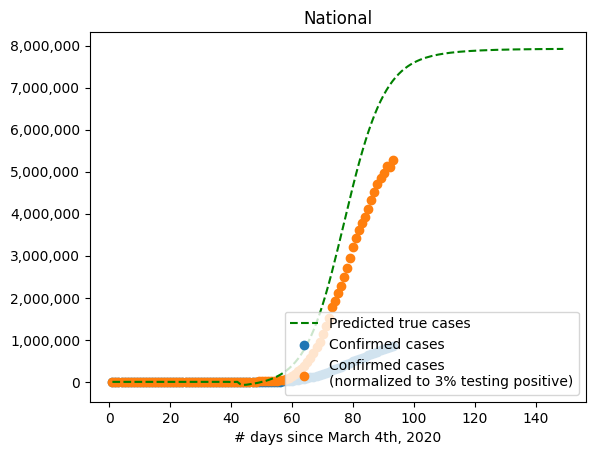 National
8,000,000
7,000,000
6,000,000
5,000,000
4,000,000
3,000,000
2,000,000
1,000,000
0
Predicted true cases
Confirmed cases
Confirmed cases
(normalized to 3% testing positive)
0 20 40 60 80 100 120 140
# days since March 4th, 2020